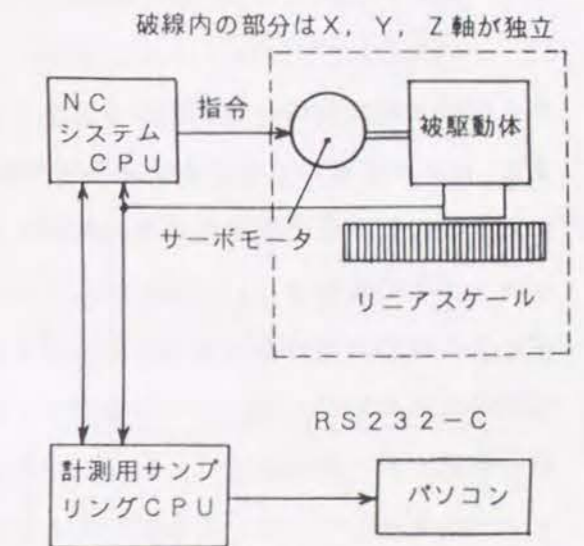 破線内の部分はX，Y，Z軸が独立
NC
システム
CPU
指令
被駆動体
サーボモータ
リニアスケール
RS232－C
計測用サンプ
リングCPU
パソコン